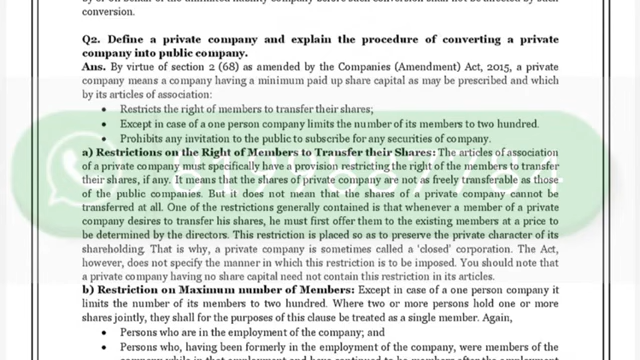 conversion.
Q2. Define a private company and explain the procedure of converting a private
company into public company.
Ans. By virtue of section 2 (68) as amended by the Companies (Amendment) Act, 2015, a private
company means a company having a minimum paid up share capital as may be prescribed and which
by its articles of association:
• Restricts the right of members to transfer their shares;
• Except in case of a one person company limits the number of its members to two hundred.
• Prohibits any invitation to the public to subscribe for any securities of company.
a) Restrictions on the Right of Members to Transfer their Shares: The articles of association
of a private company must specifically have a provision restricting the right of the members to transfer
their shares, if any. It means that the shares of private company are not as freely transferable as those
of the public companies. But it does not mean that the shares of a private company cannot be
transferred at all. One of the restrictions generally contained is that whenever a member of a private
company desires to transfer his shares, he must first offer them to the existing members at a price to
be determined by the directors. This restriction is placed so as to preserve the private character of its
shareholding. That is why, a private company is sometimes called a 'closed' corporation. The Act,
however, does not specify the manner in which this restriction is to be imposed. You should note that
a private company having no share capital need not contain this restriction in its articles.
b) Restriction on Maximum number of Members: Except in case of a one person company it
limits the number of its members to two hundred. Where two or more persons hold one or more
shares jointly, they shall for the purposes of this clause be treated as a single member. Again,
• Persons who are in the employment of the company; and
• Persons who, having been formerly in the employment of the company, were members of the